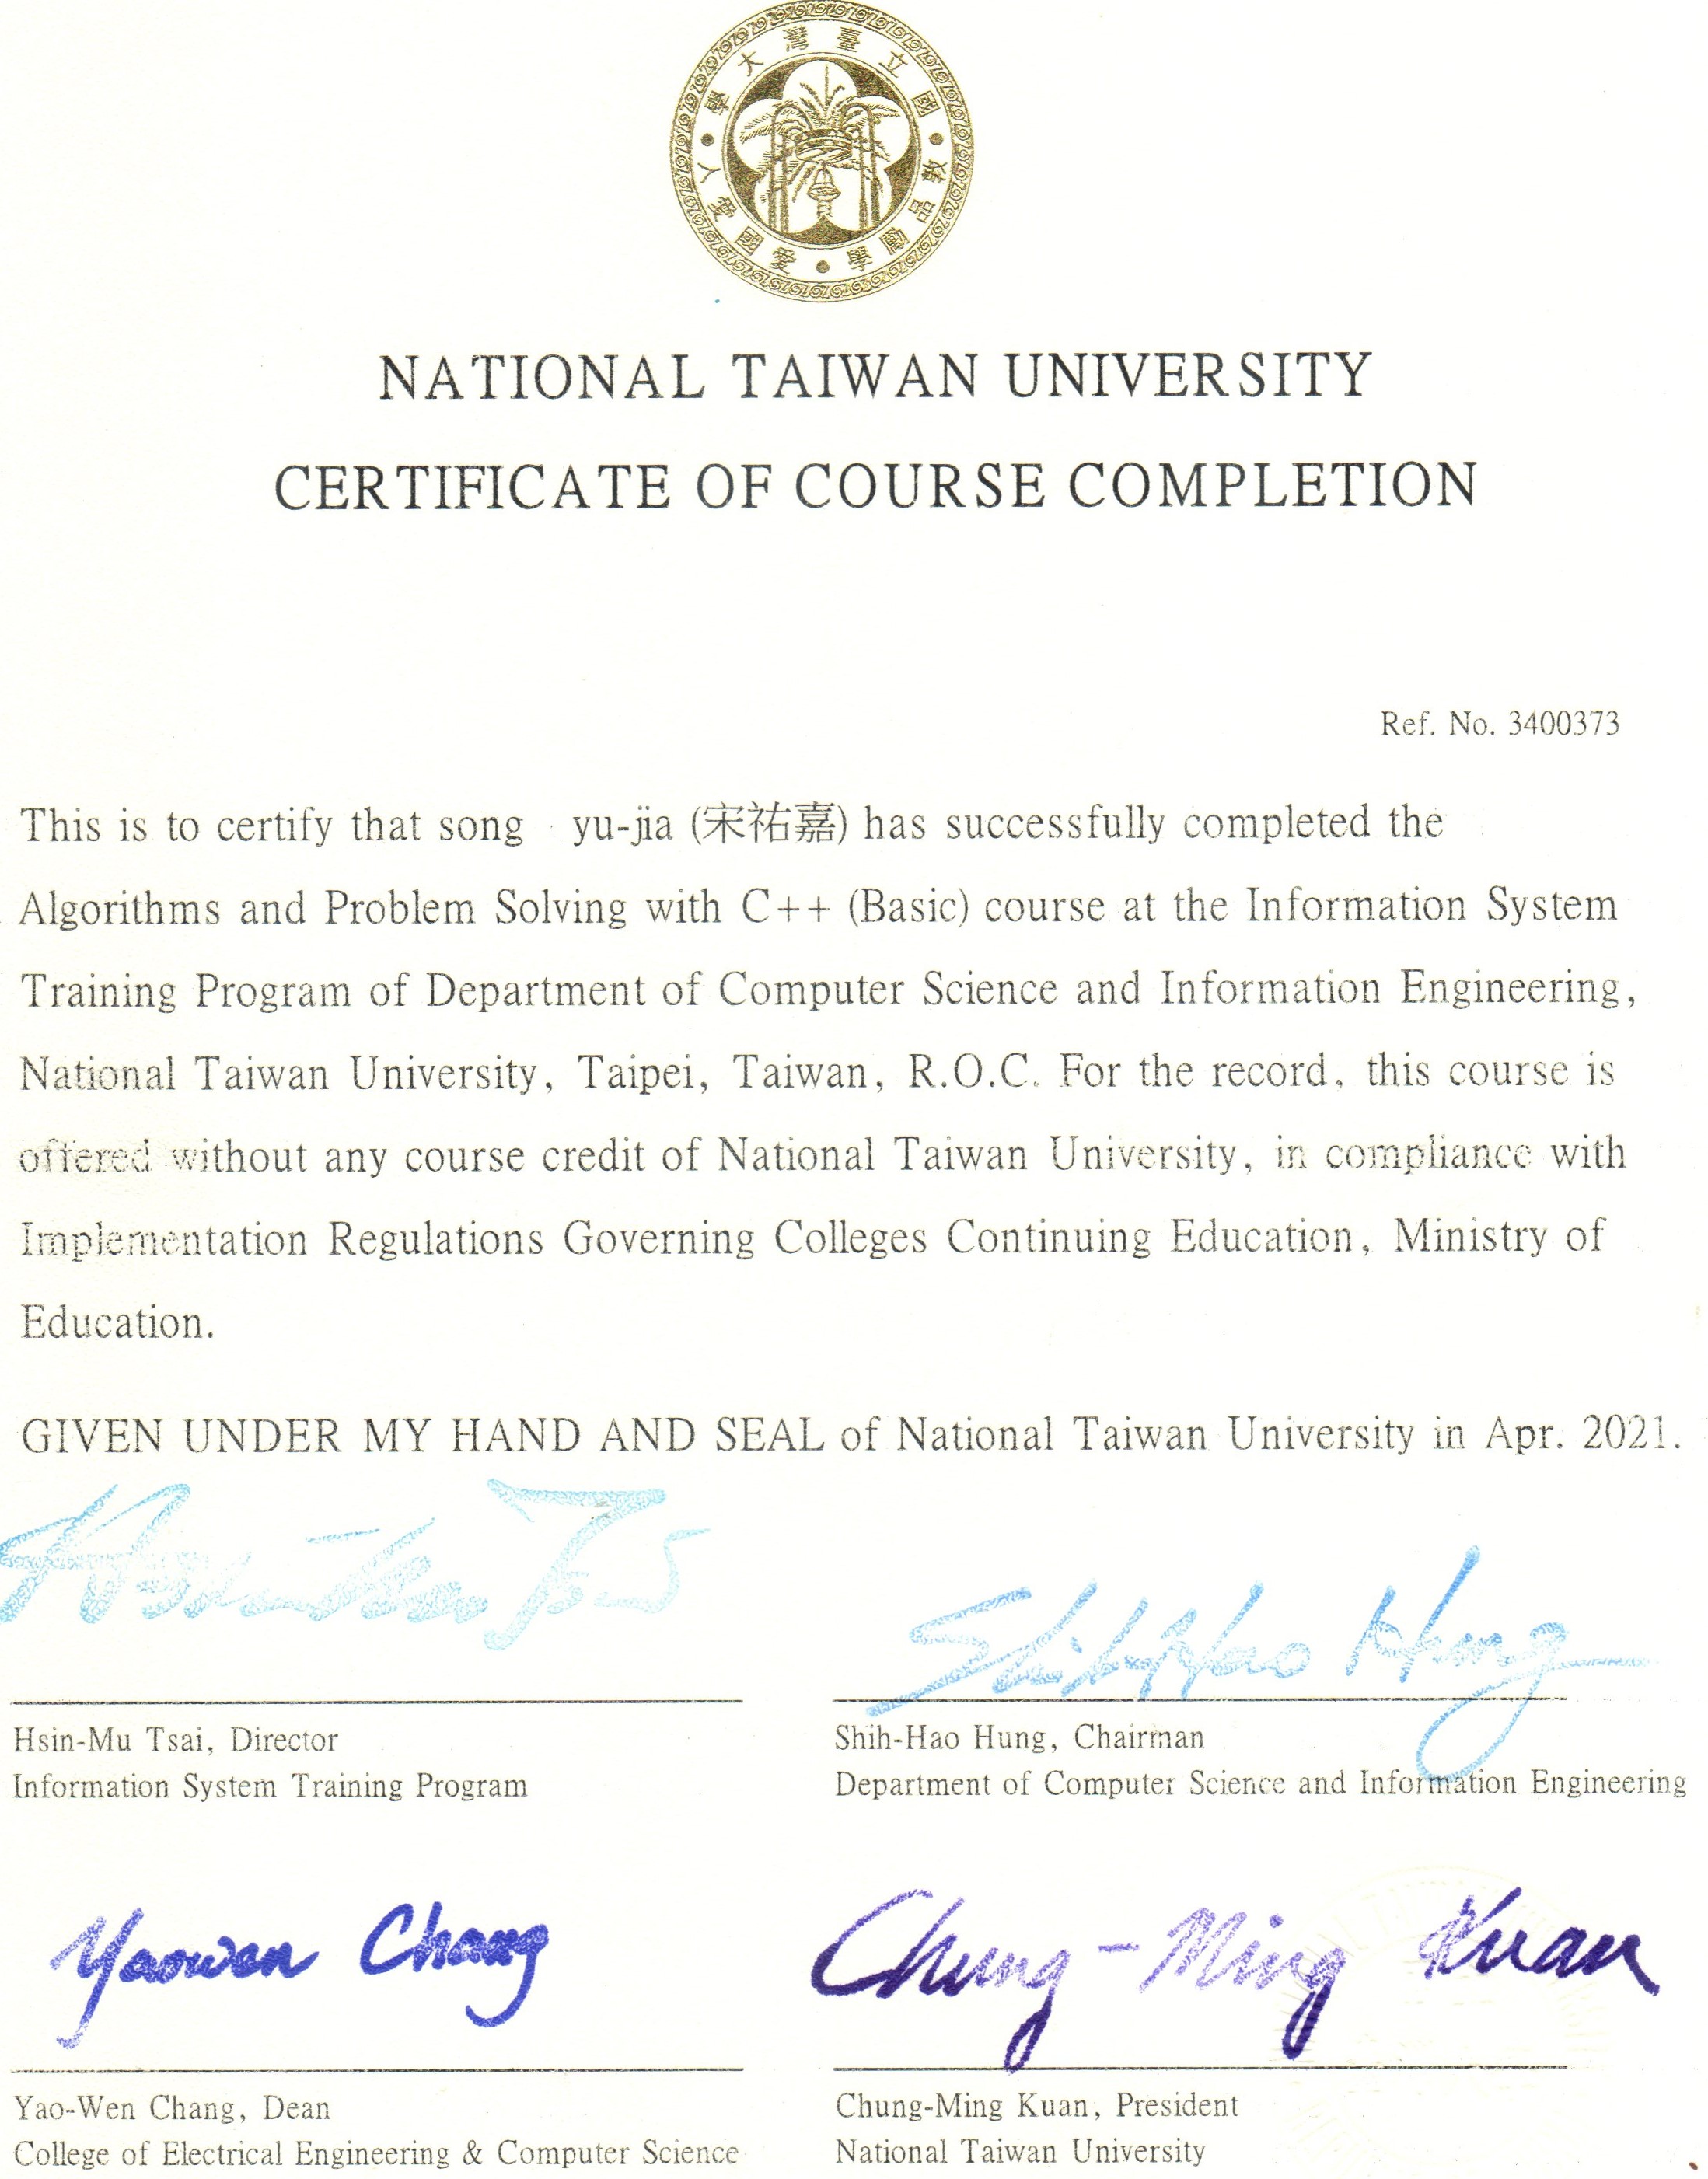 國立臺灣大學
敦品勵學
愛國愛人
NATIONAL TAIWAN UNIVERSITY
CERTIFICATE OF COURSE COMPLETION
Ref. No. 3400373
This is to certify that song yu-jia (宋祐嘉) has successfully completed the
Algorithms and Problem Solving with C++ (Basic) course at the Information System
Training Program of Department of Computer Science and Information Engineering,
National Taiwan University, Taipei, Taiwan, R.O.C. For the record, this course is
offered without any course credit of National Taiwan University, in compliance with
Implementation Regulations Governing Colleges Continuing Education, Ministry of
Education.
GIVEN UNDER MY HAND AND SEAL of National Taiwan University in Apr. 2021.
Hsin-Mu Tsai
Shih-Hao Hung
Hsin-Mu Tsai, Director
Information System Training Program
Shih-Hao Hung, Chairman
Department of Computer Science and Information Engineering
Yaowen Chang
Chung-Ming Kuan
Yao-Wen Chang, Dean
College of Electrical Engineering & Computer Science
Chung-Ming Kuan, President
National Taiwan University